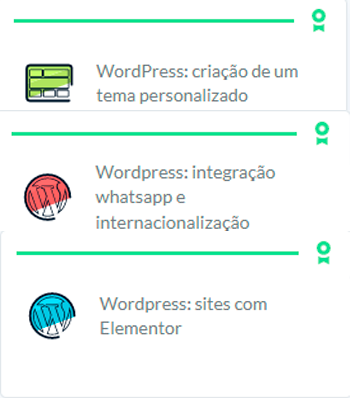 WordPress: criação de um
tema personalizado
Wordpress: integração
whatsapp e
internacionalização
Wordpress: sites com
Elementor